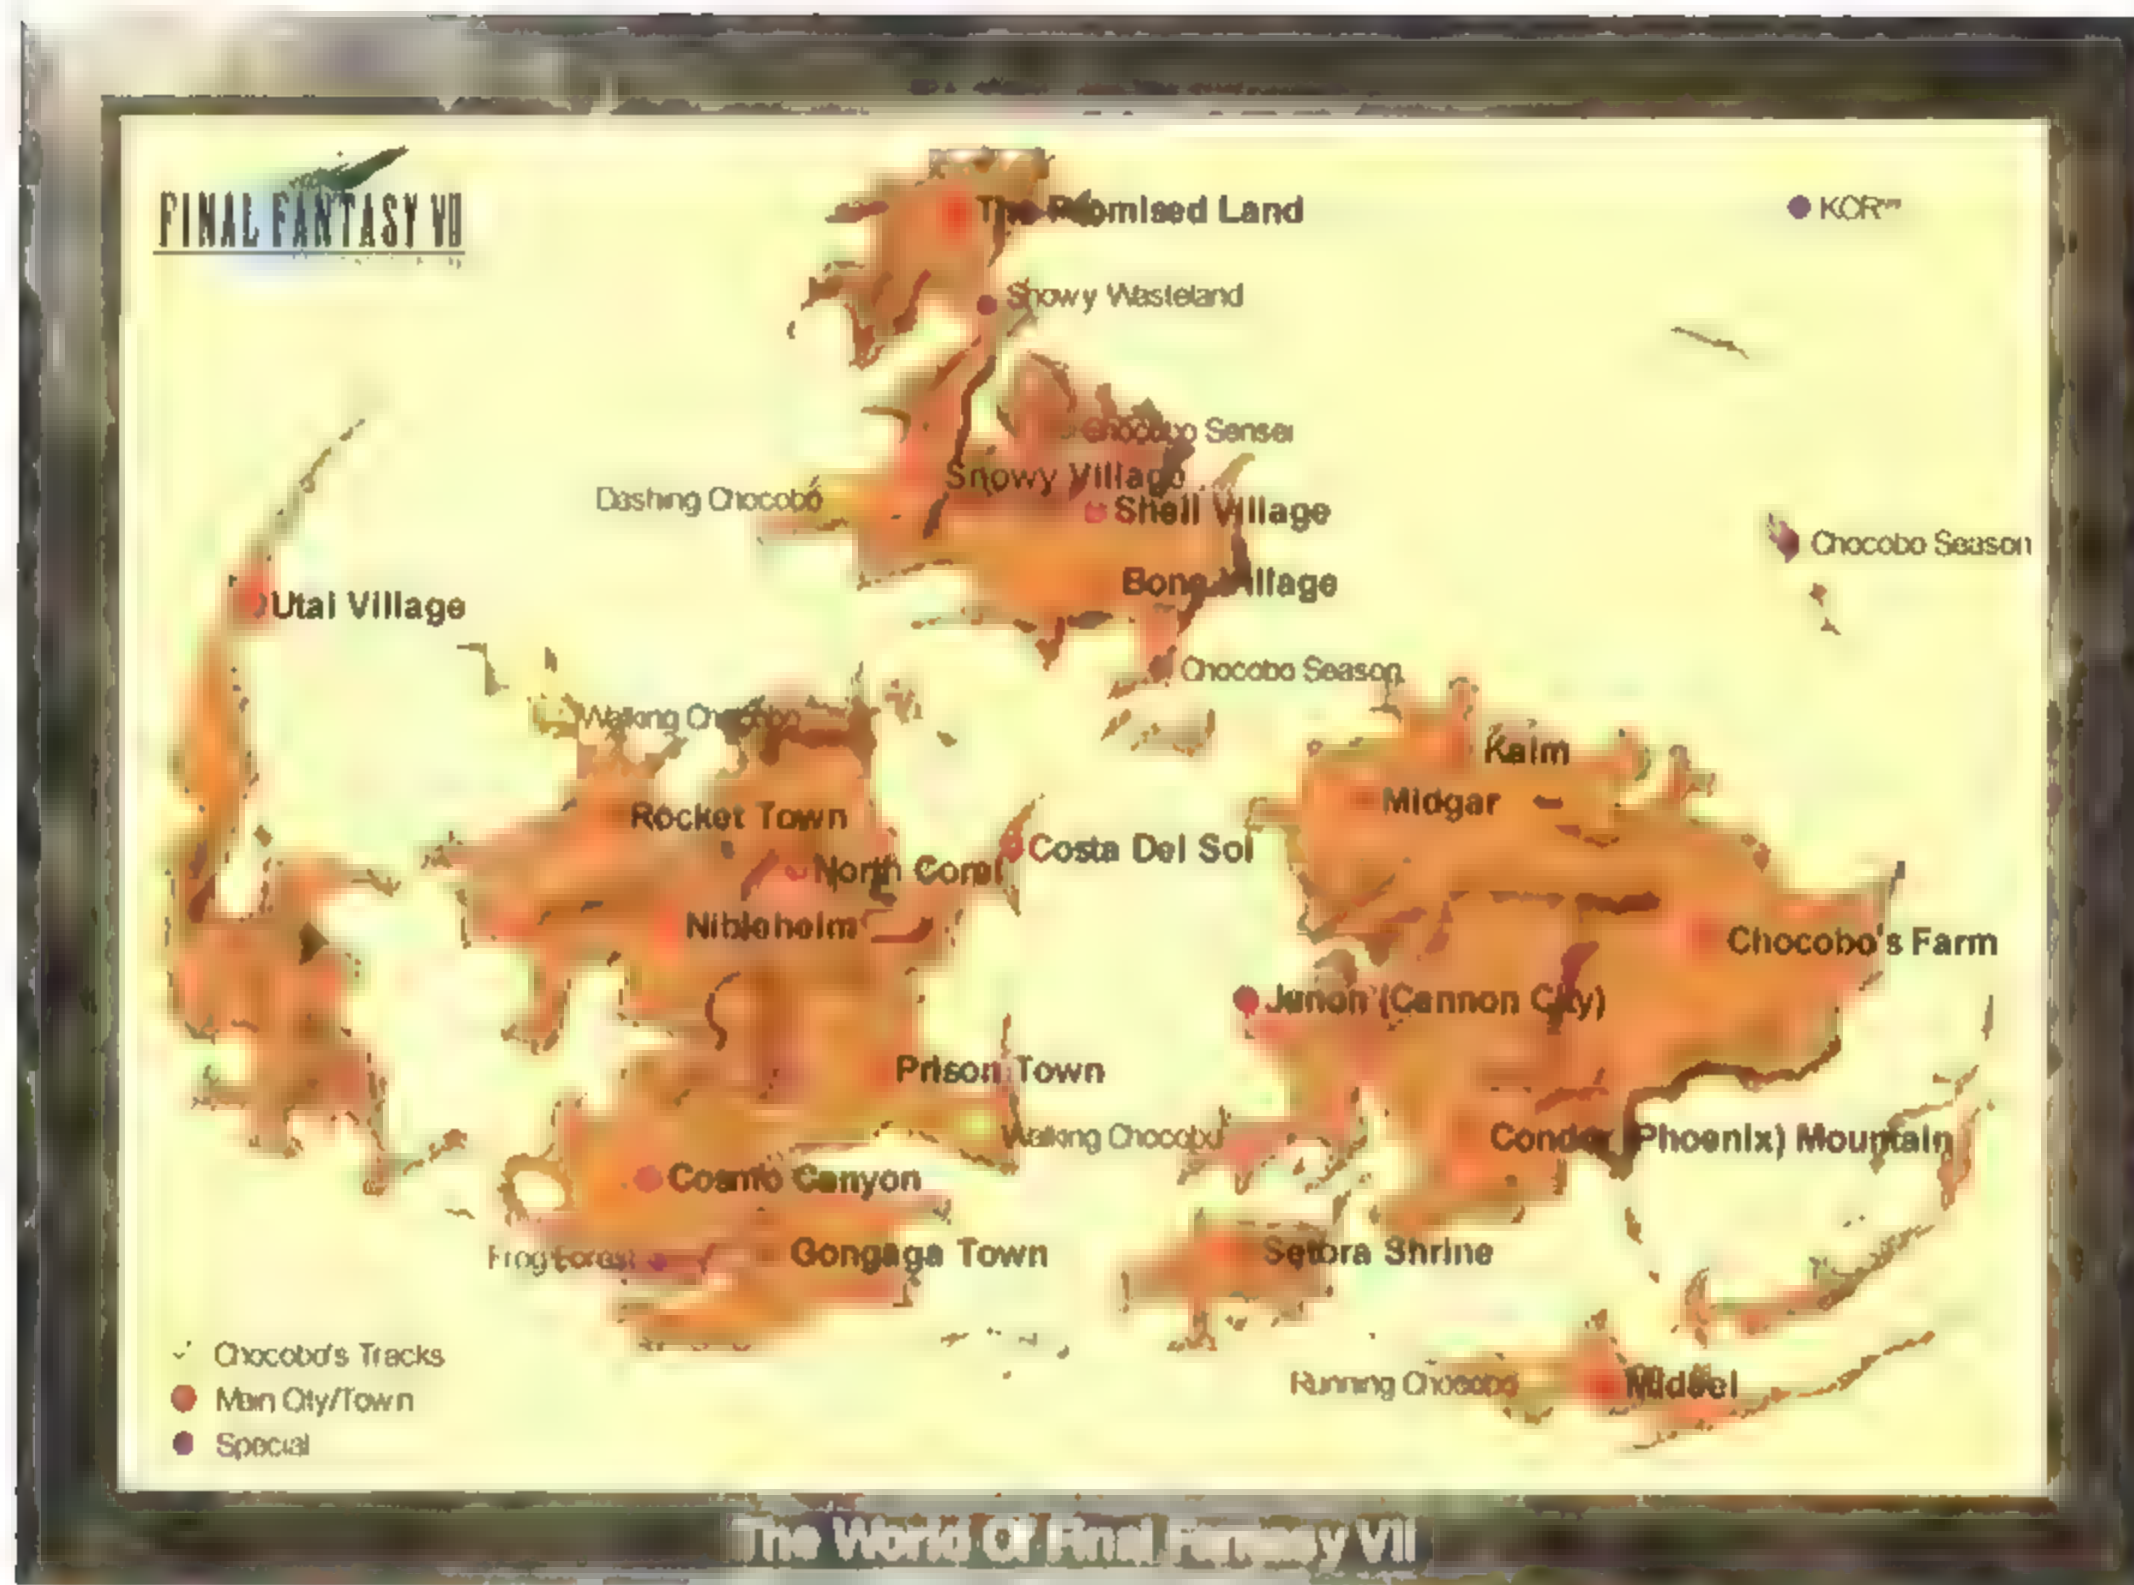 FINAL FANTASY VII
The Promised Land
Snowy Wasteland
Chocobo Sensei
Snowy Village
Dashing Chocobo
Shell Village
Chocobo Season
Bone Village
Utai Village
Chocobo Season
Walking Chocobo
Kalm
Midgar
Rocket Town
Costa Del Sol
North Corel
Nibleheim
Chocobo's Farm
Junon (Cannon City)
Prison Town
Walking Chocobo
Condor (Phoenix) Mountain
Cosmo Canyon
Frog Forest
Gongaga Town
Setora Shrine
Chocobo's Tracks
Running Chocobo
Mideel
Main City/Town
Special
The World Of Final Fantasy VII